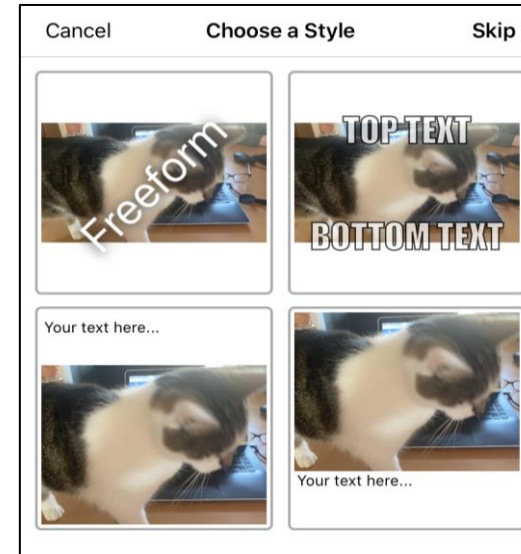 Cancel Choose a Style Skip
Freeform
TOP TEXT
BOTTOM TEXT
Your text here...
Your text here...